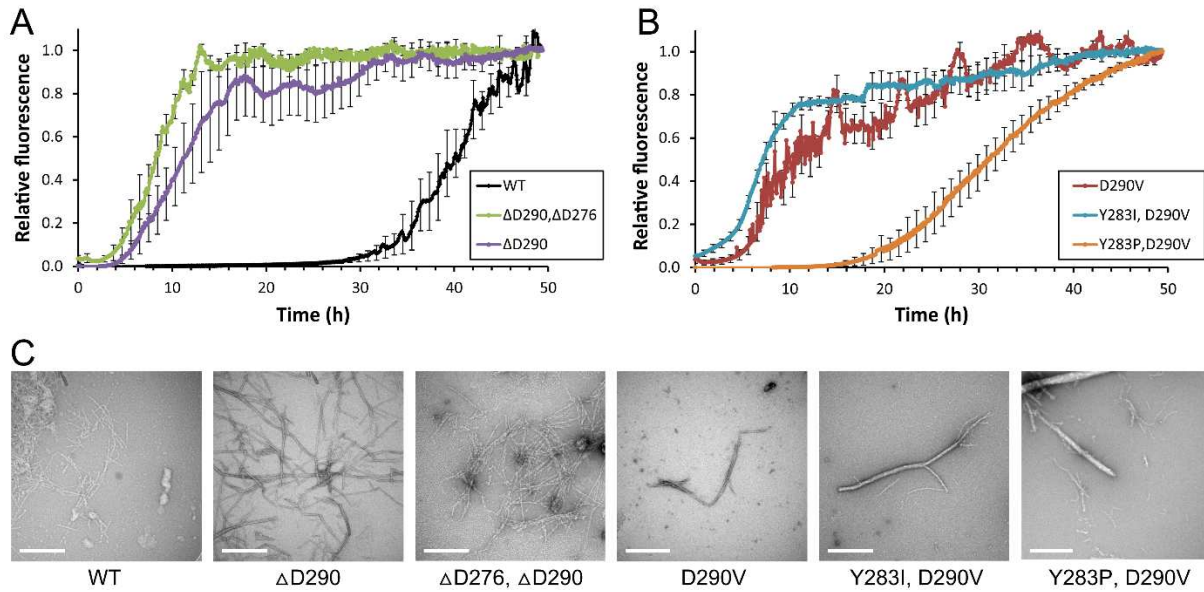 A
Relative fluorescence
1.0
0.8
0.6
0.4
0.2
0.0
WT
ΔD290,ΔD276
ΔD290
0 10 20 30 40 50
Time (h)
B
Relative fluorescence
1.0
0.8
0.6
0.4
0.2
0.0
D290V
Y283I, D290V
Y283P,D290V
0 10 20 30 40 50
Time (h)
C
WT
ΔD290
ΔD276, ΔD290
D290V
Y283I, D290V
Y283P, D290V